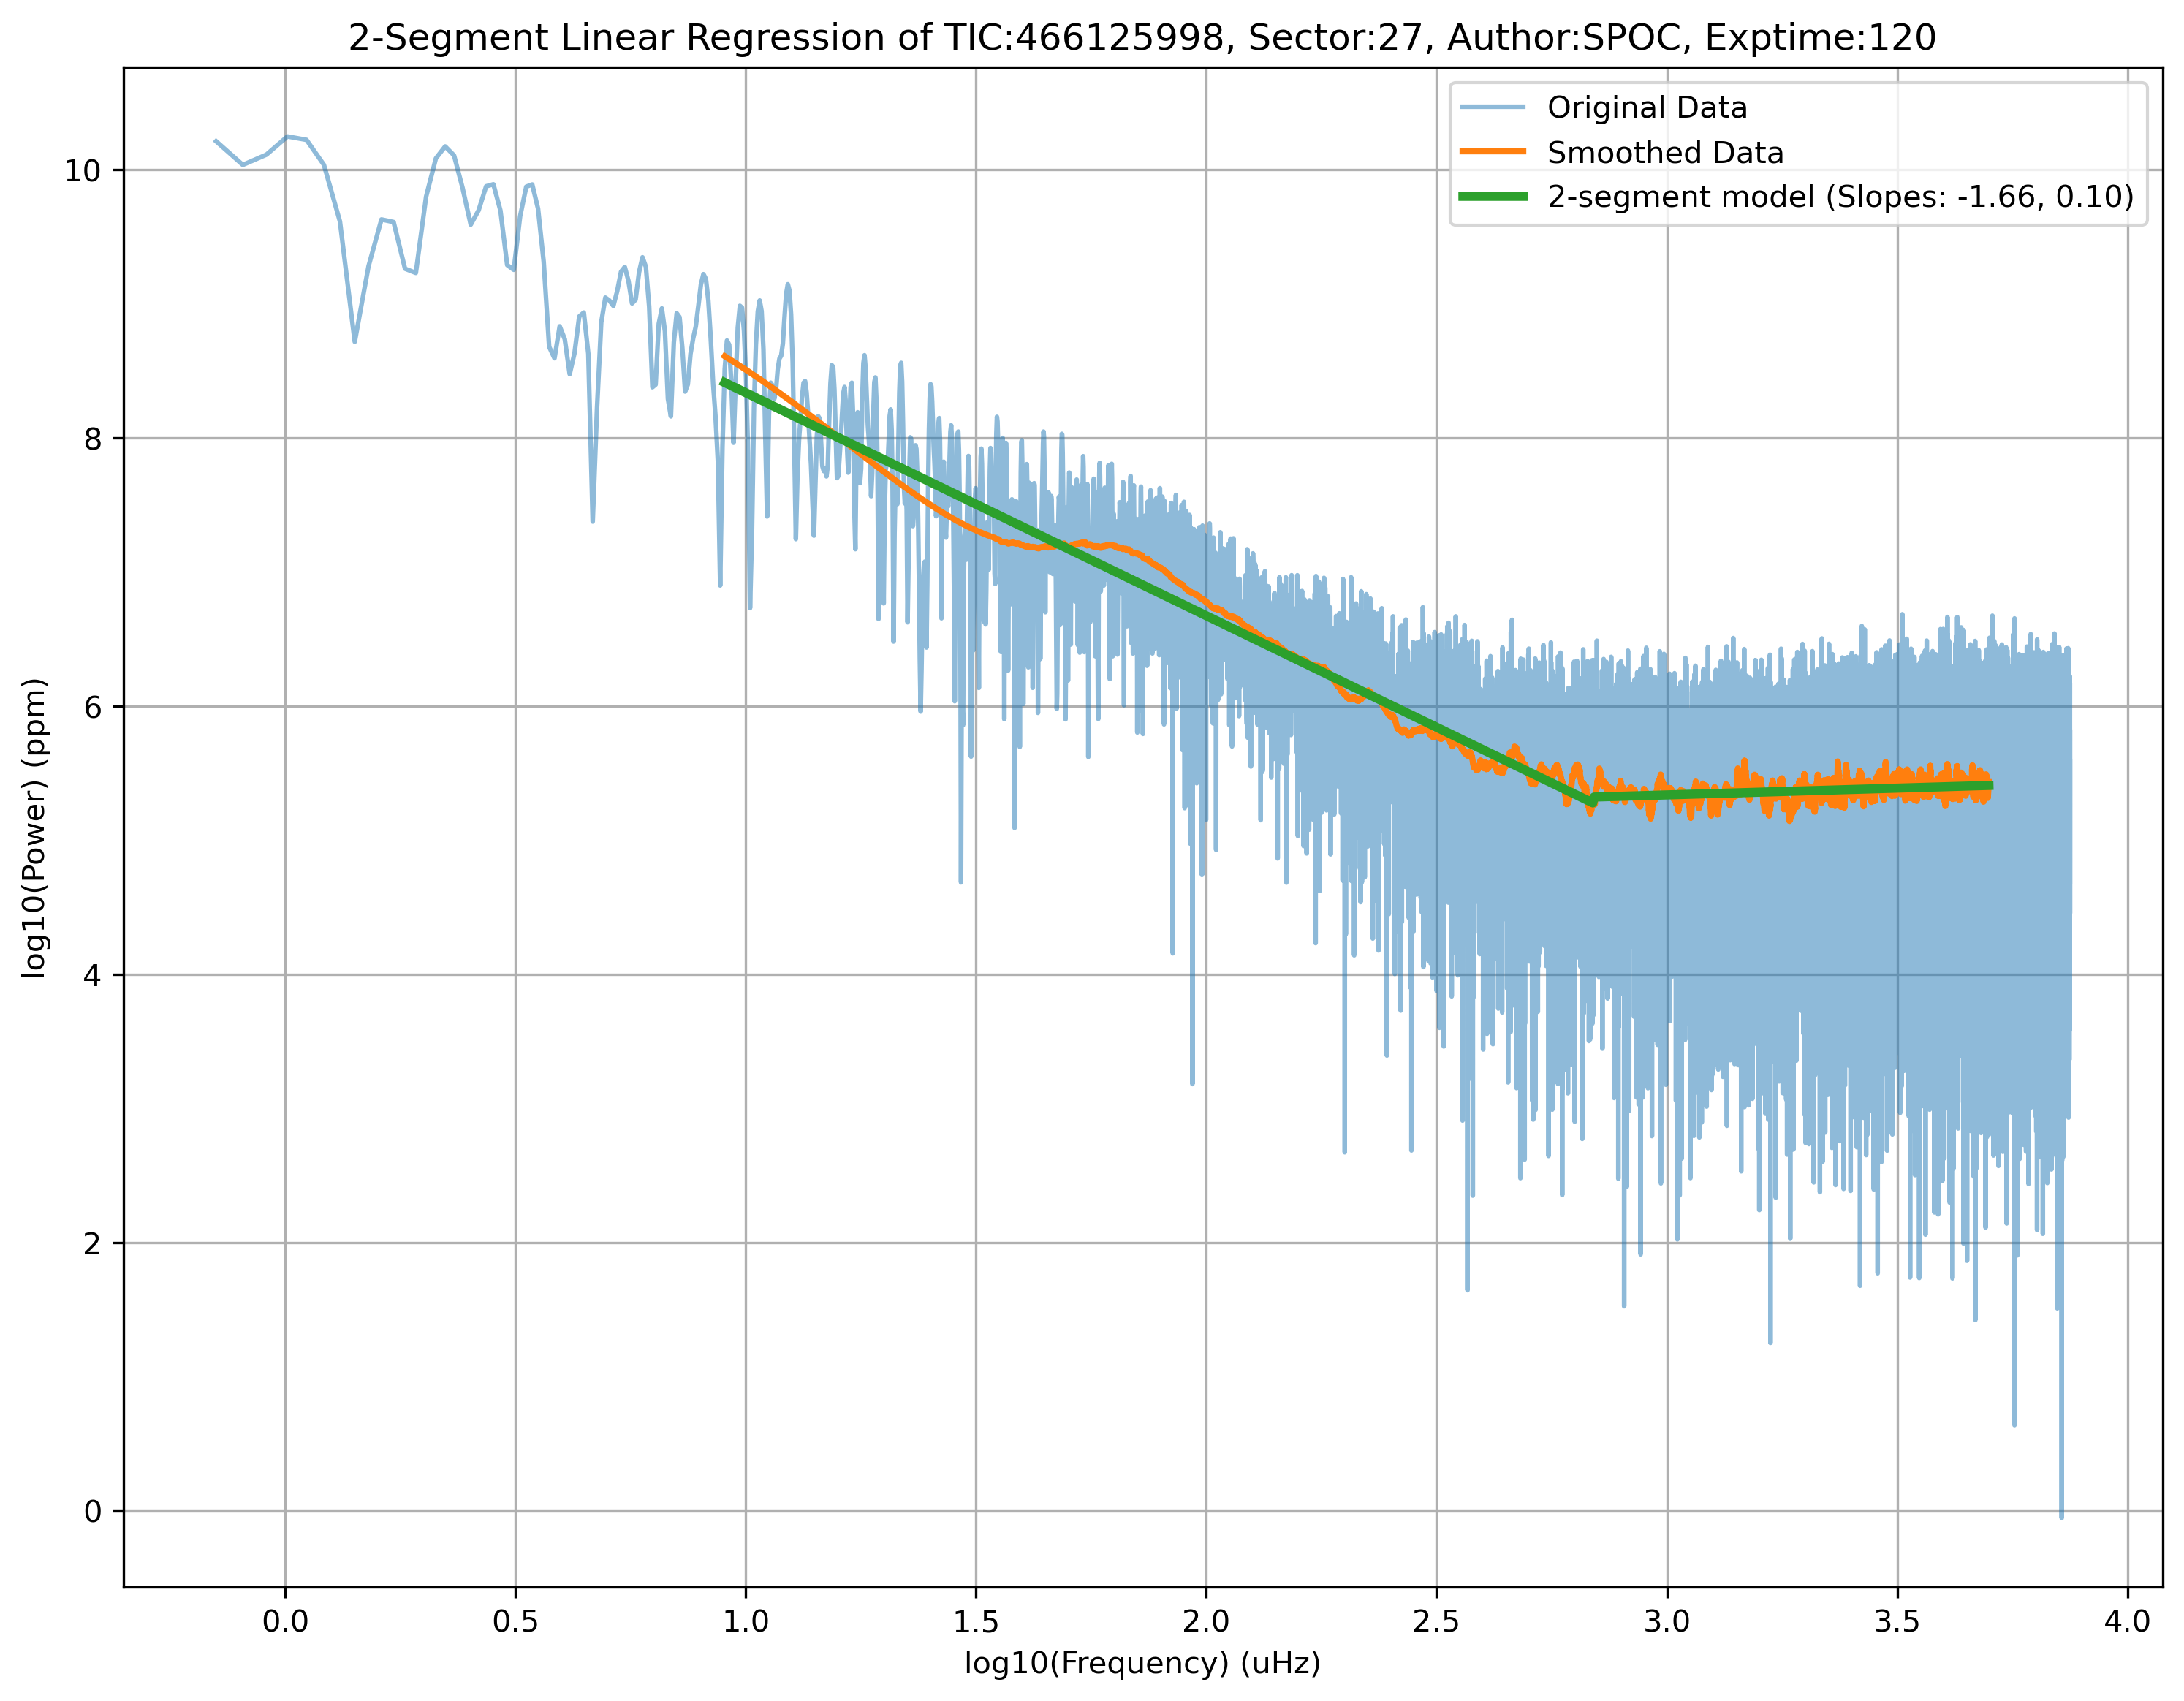 2-Segment Linear Regression of TIC:466125998, Sector:27, Author:SPOC, Exptime:120
Original Data
Smoothed Data
2-segment model (Slopes: -1.66, 0.10)
10
8
6
4
2
0
log10(Power) (ppm)
0.0 0.5 1.0 1.5 2.0 2.5 3.0 3.5 4.0
log10(Frequency) (uHz)